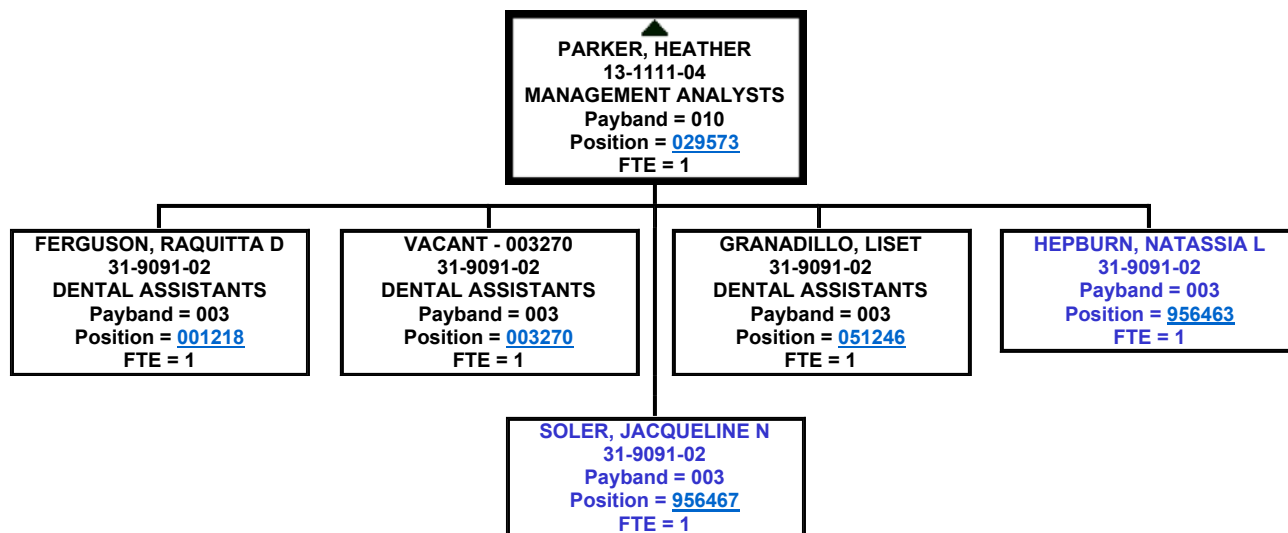 PARKER, HEATHER
13-1111-04
MANAGEMENT ANALYSTS
Payband = 010
Position = 029573
FTE = 1
FERGUSON, RAQUITTA D
31-9091-02
DENTAL ASSISTANTS
Payband = 003
Position = 001218
FTE = 1
VACANT - 003270
31-9091-02
DENTAL ASSISTANTS
Payband = 003
Position = 003270
FTE = 1
GRANADILLO, LISET
31-9091-02
DENTAL ASSISTANTS
Payband = 003
Position = 051246
FTE = 1
HEPBURN, NATASSIA L
31-9091-02
Payband = 003
Position = 956463
FTE = 1
SOLER, JACQUELINE N
31-9091-02
Payband = 003
Position = 956467
FTE = 1